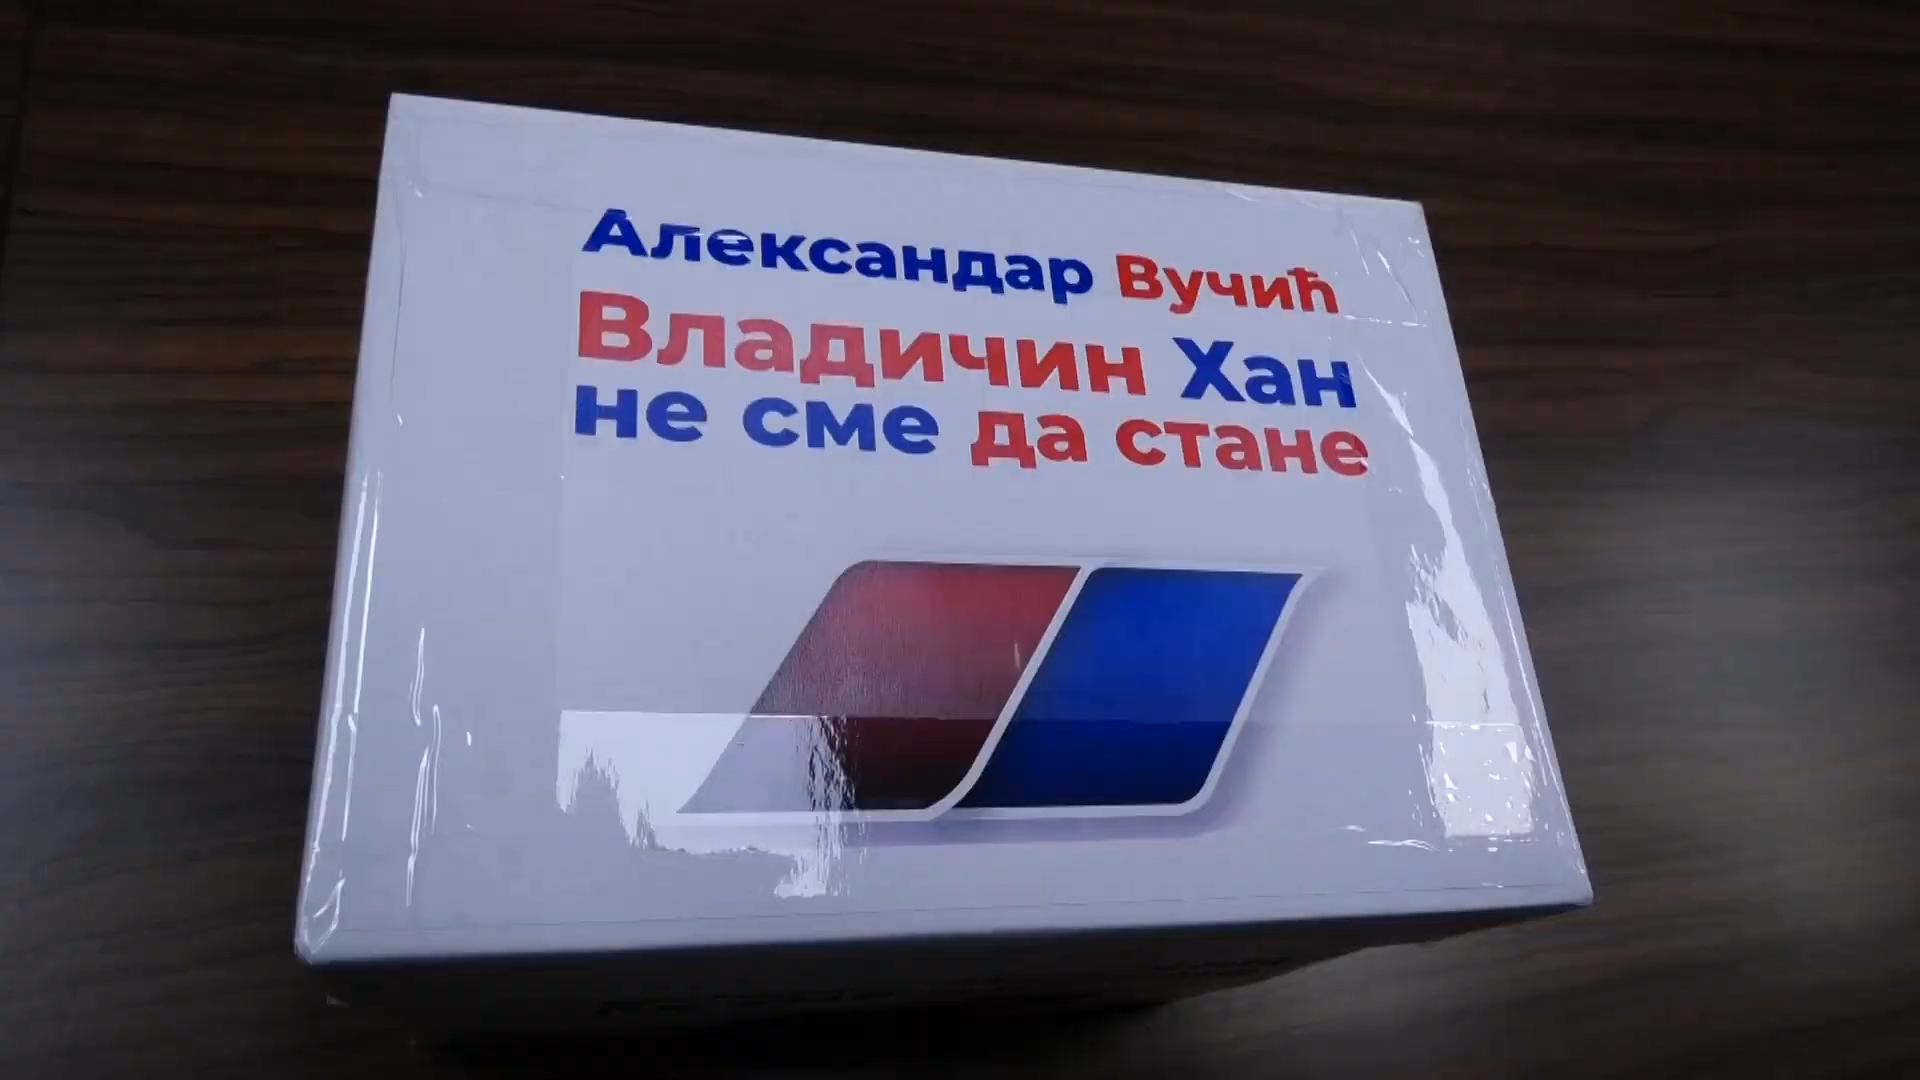 Александар Вучић
Владичин Хан
не сме да стане